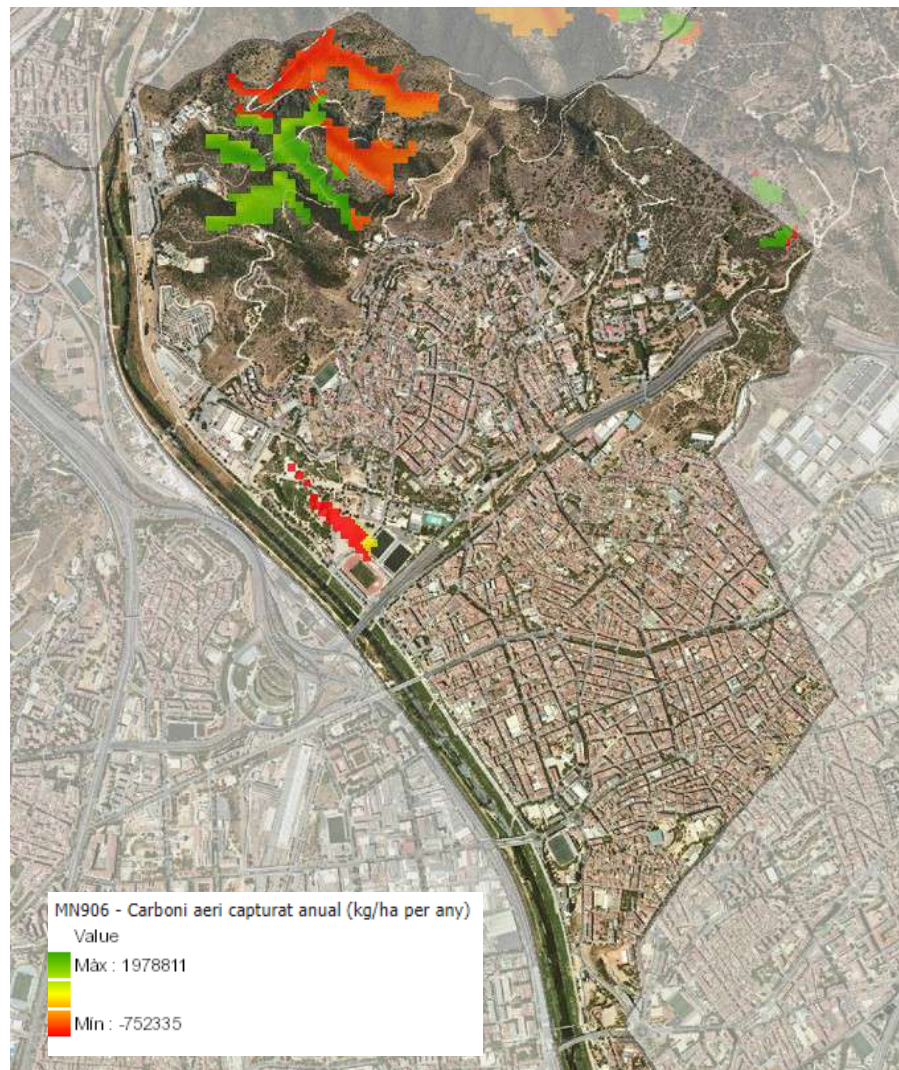 MN906 - Carboni aeri capturat anual (kg/ha per any)
Value
Màx : 1978811
Mín : -752335